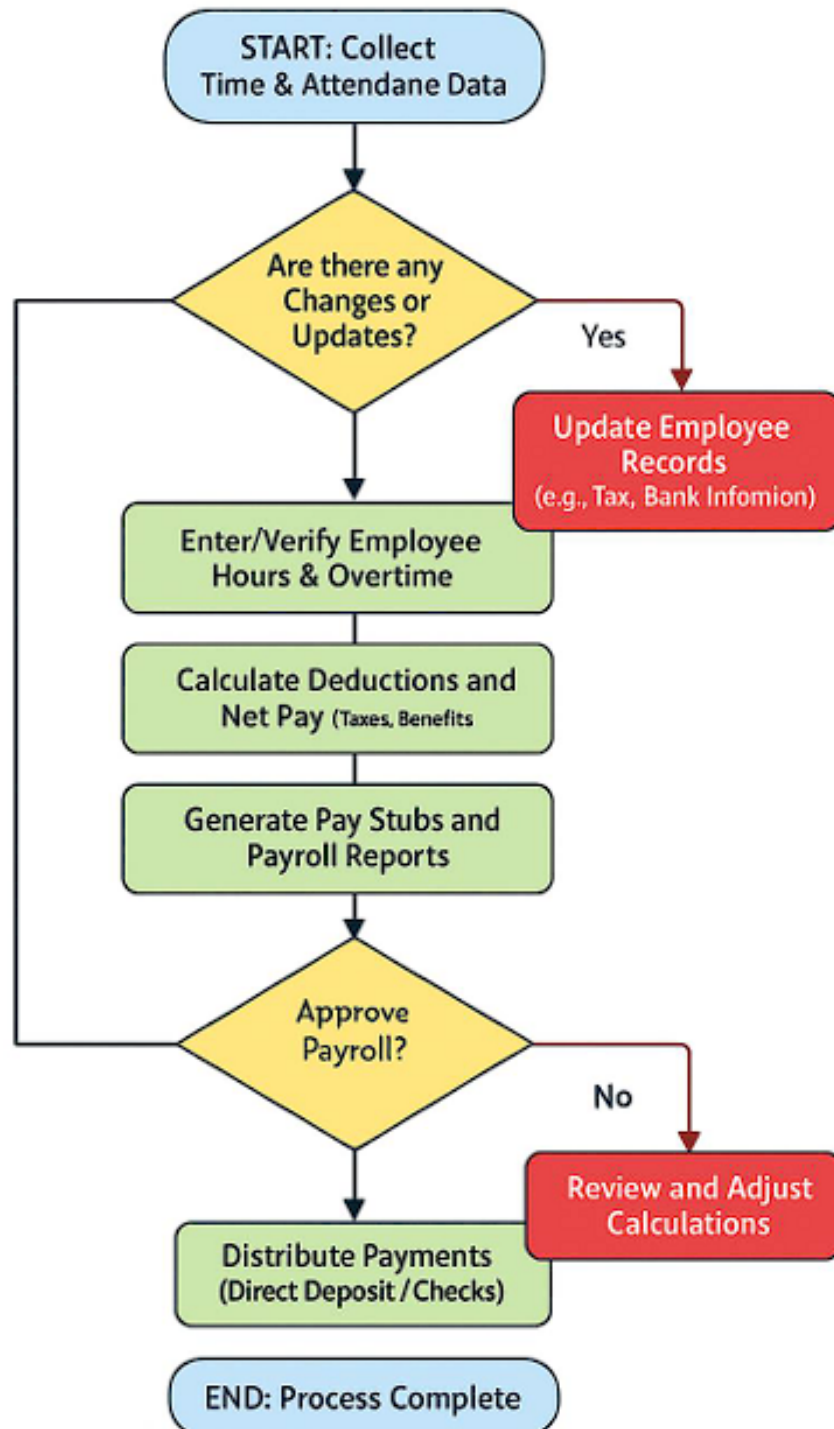 START: Collect
Time & Attendane Data
Are there any
Changes or
Updates?
Yes
Update Employee
Records
(e.g., Tax, Bank Infomion)
Enter/Verify Employee
Hours & Overtime
Calculate Deductions and
Net Pay (Taxes, Benefits
Generate Pay Stubs and
Payroll Reports
Approve
Payroll?
No
Review and Adjust
Calculations
Distribute Payments
(Direct Deposit / Checks)
END: Process Complete